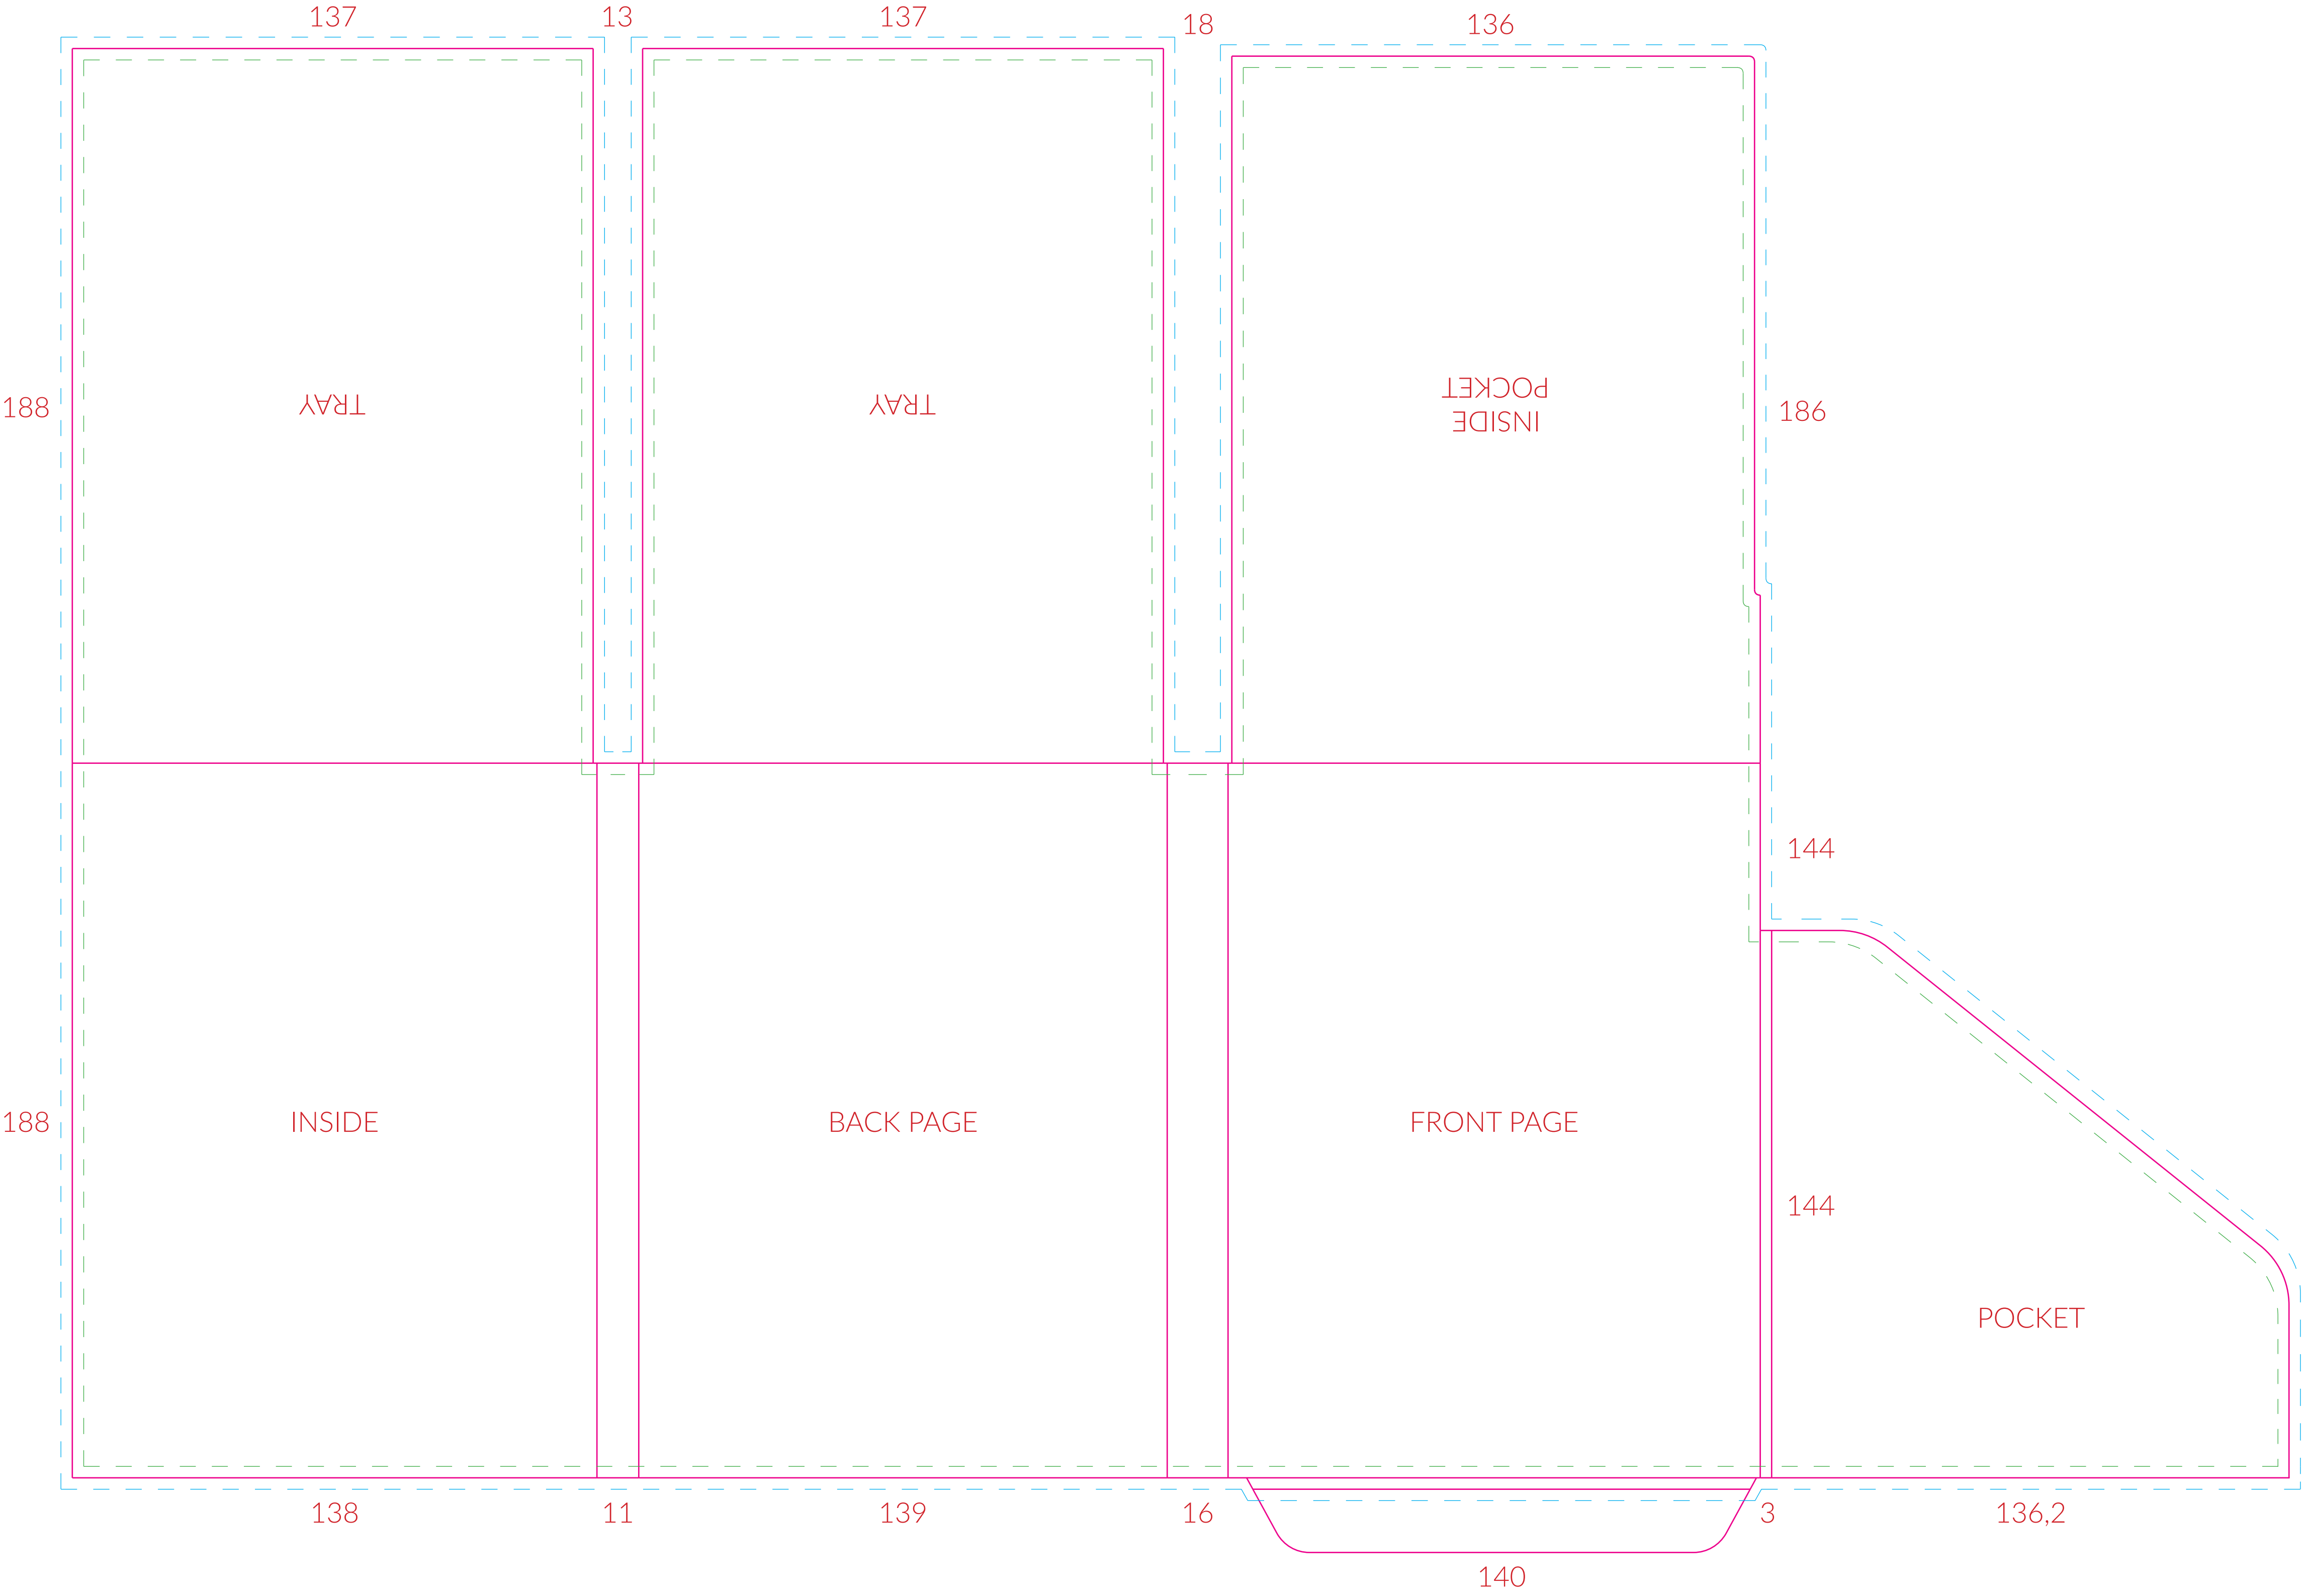 137
13
137
18
136
188
TRAY
TRAY
INSIDE
POCKET
186
144
188
INSIDE
BACK PAGE
FRONT PAGE
144
POCKET
138
11
139
16
3
136,2
140